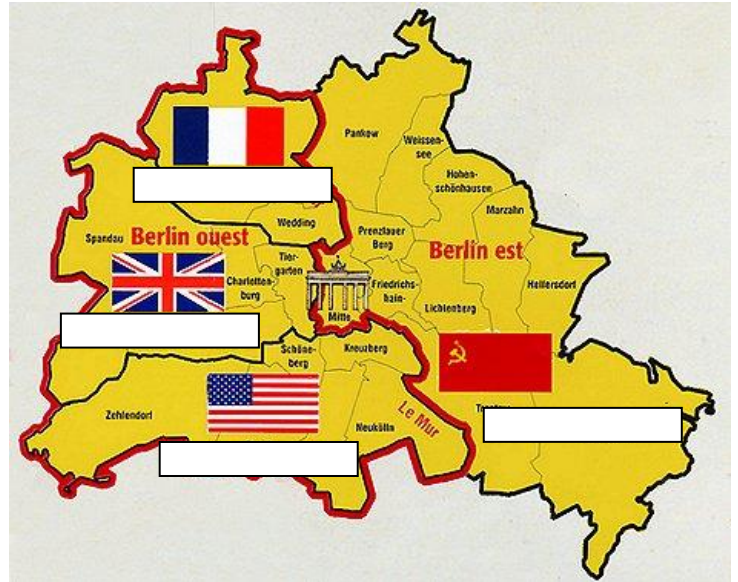 Pankow
Weissen-
see
Hohen-
schönhausen
Marzahn
Wedding
Prenzlauer
Berg
Spandau
Berlin ouest
Berlin est
Tier-
garten
Charlotten-
burg
Friedrichs-
hain
Hellersdorf
Lichtenberg
Mitte
Schöne-
berg
Kreuzberg
Zehlendorf
Neukölln
Le Mur